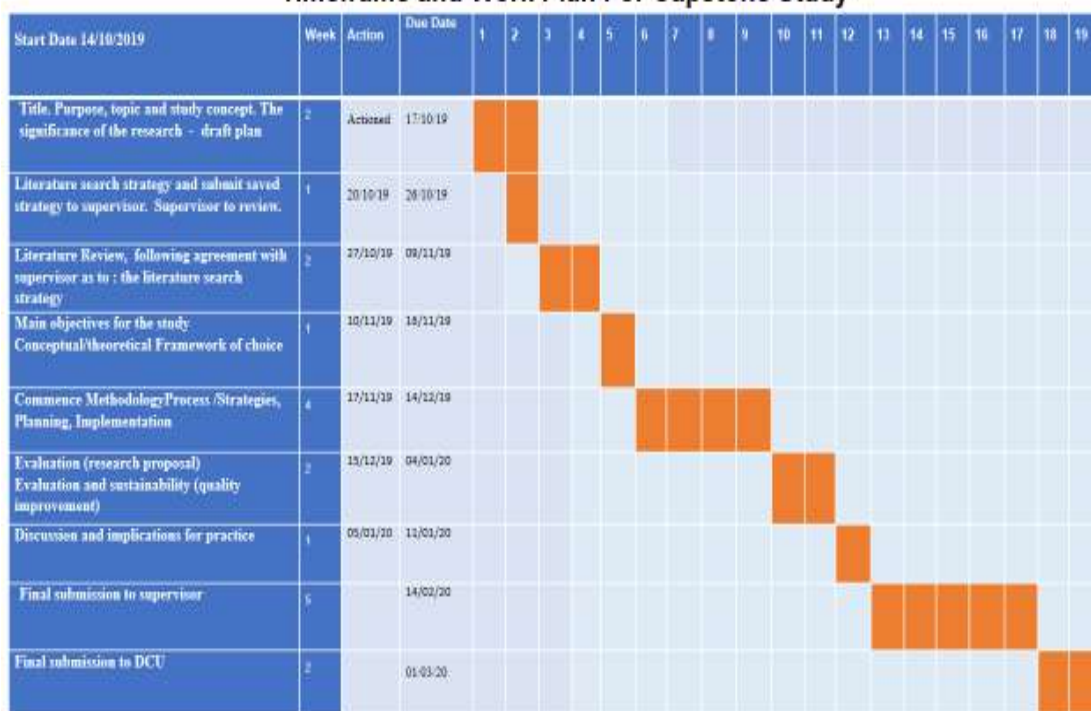 Timeframe and Work Plan For Capstone Study
Start Date 14/10/2019 Week Action Due Date 1 2 3 4 5 6 7 8 9 10 11 12 13 14 15 16 17 18 19
Title. Purpose, topic and study concept. The
significance of the research - draft plan
2 Actioned 17/10/19
Literature search strategy and submit saved
strategy to supervisor. Supervisor to review.
1 20/10/19 26/10/19
Literature Review, following agreement with
supervisor as to : the literature search
strategy
2 27/10/19 09/11/19
Main objectives for the study
Conceptual/theoretical Framework of choice
1 10/11/19 16/11/19
Commence MethodologyProcess /Strategies,
Planning, Implementation
4 17/11/19 14/12/19
Evaluation (research proposal)
Evaluation and sustainability (quality
improvement)
2 15/12/19 04/01/20
Discussion and implications for practice
1 05/01/20 11/01/20
Final submission to supervisor
5 14/02/20
Final submission to DCU
2 01/03/20